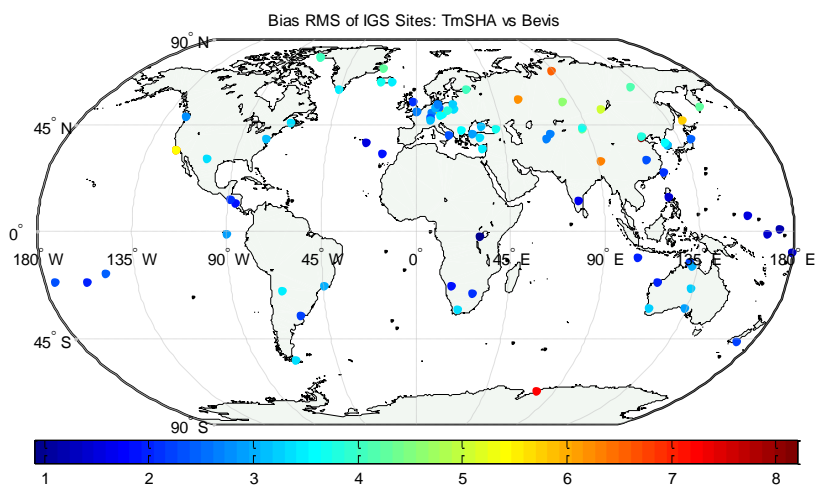 Bias RMS of IGS Sites: TmSHA vs Bevis
90° N
45° N
0°
180° W 135° W 90° W 45° W 0 45° E 90° E 135° E 180° E
45° S
90° S
1 2 3 4 5 6 7 8